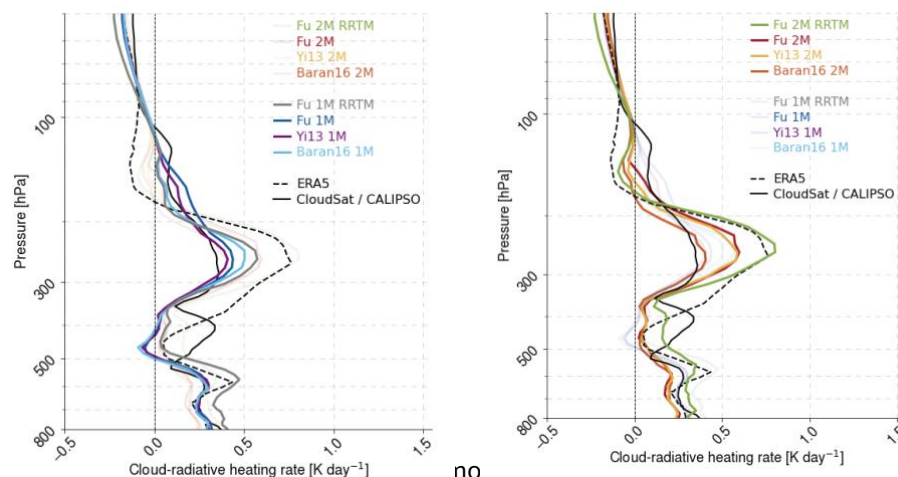 Fu 2M RRTM
Fu 2M
Yi13 2M
Baran16 2M
Fu 1M RRTM
Fu 1M
Yi13 1M
Baran16 1M
ERA5
CloudSat / CALIPSO
Pressure [hPa]
100
300
500
800
−0.5
0.0
0.5
1.0
1.5
Cloud-radiative heating rate [K day⁻¹]
no
Fu 2M RRTM
Fu 2M
Yi13 2M
Baran16 2M
Fu 1M RRTM
Fu 1M
Yi13 1M
Baran16 1M
ERA5
CloudSat / CALIPSO
Pressure [hPa]
100
300
500
800
−0.5
0.0
0.5
1.0
1.5
Cloud-radiative heating rate [K day⁻¹]